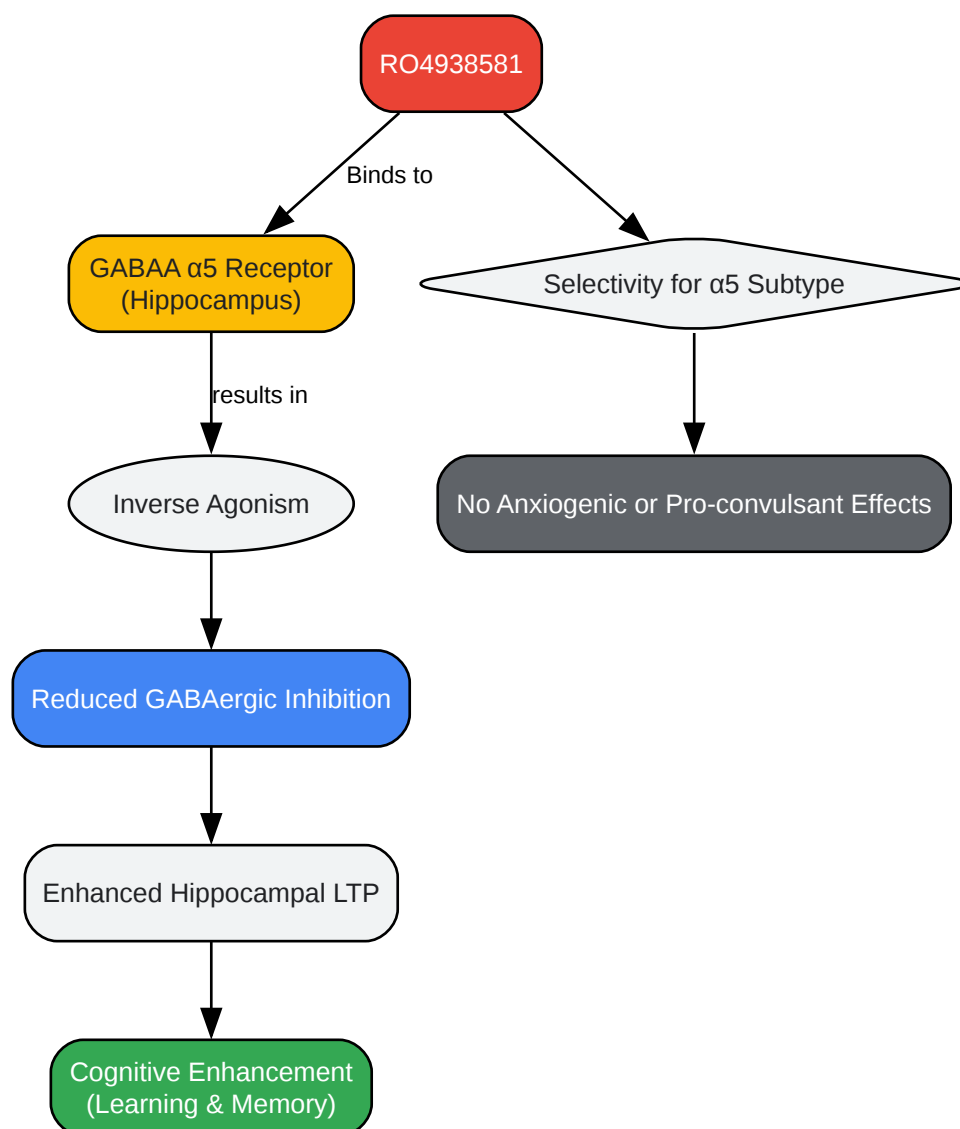 RO4938581
Binds to
GABAA α5 Receptor
(Hippocampus)
Selectivity for α5 Subtype
results in
Inverse Agonism
No Anxiogenic or Pro-convulsant Effects
Reduced GABAergic Inhibition
Enhanced Hippocampal LTP
Cognitive Enhancement
(Learning & Memory)